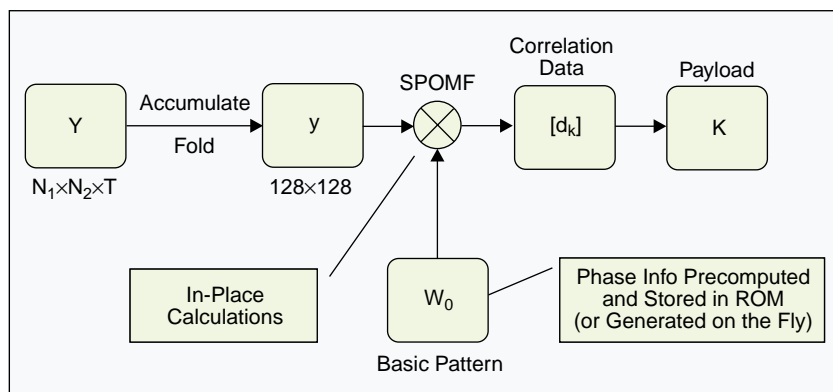 Correlation
Data
SPOMF
Payload
Accumulate
Y
y
[dₖ]
K
Fold
N₁×N₂×T
128×128
In-Place
Calculations
W₀
Phase Info Precomputed
and Stored in ROM
(or Generated on the Fly)
Basic Pattern